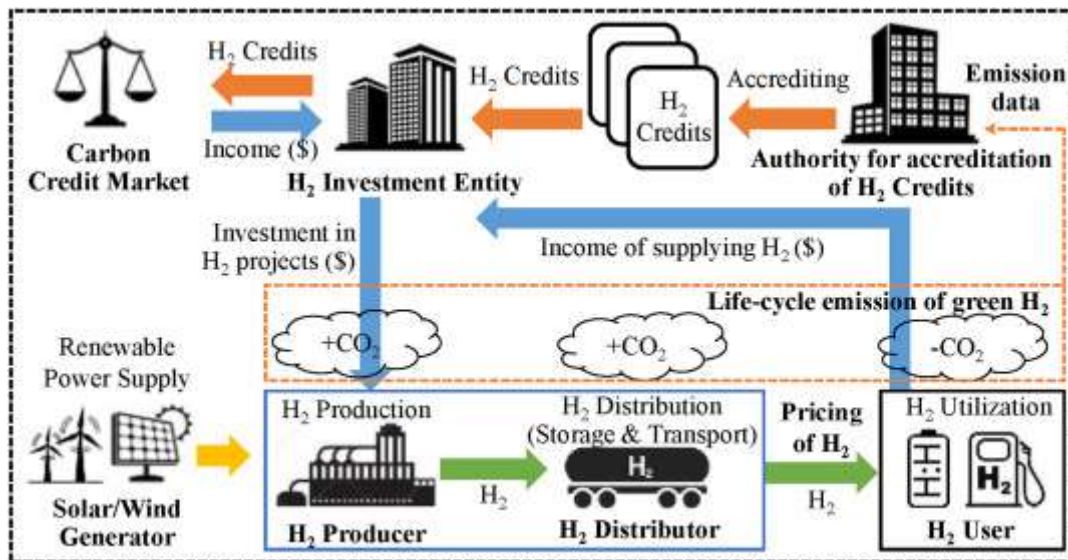 H₂ Credits
Income ($)
Carbon
Credit Market
H₂ Investment Entity
H₂ Credits
H₂
Credits
Accrediting
Emission
data
Authority for accreditation
of H₂ Credits
Investment in
H₂ projects ($)
Income of supplying H₂ ($)
Life-cycle emission of green H₂
+CO₂
+CO₂
-CO₂
Renewable
Power Supply
Solar/Wind
Generator
H₂ Production
H₂ Producer
H₂
H₂ Distribution
(Storage & Transport)
H₂
H₂ Distributor
Pricing
of H₂
H₂
H₂ Utilization
H₂
H₂
H₂ User